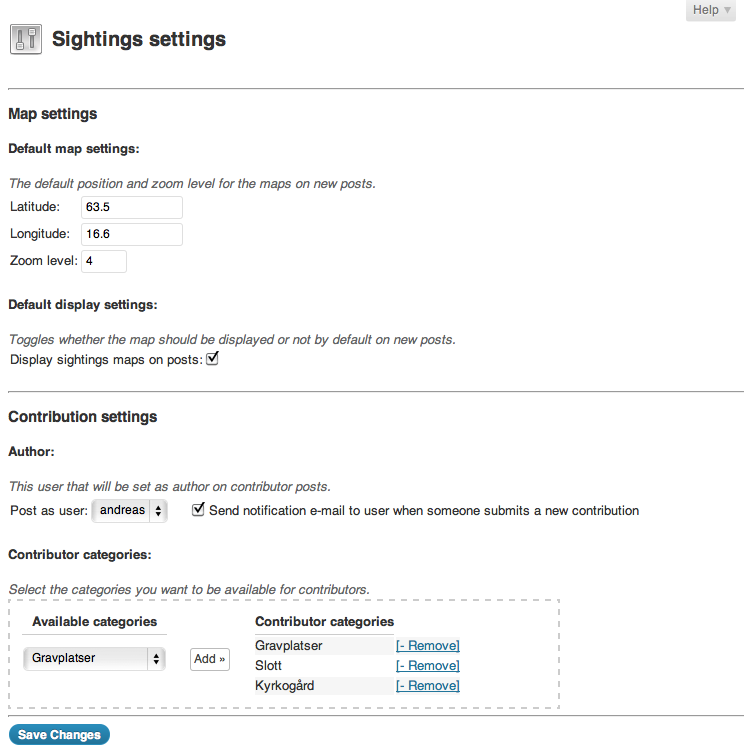 Help ▼
Sightings settings
Map settings
Default map settings:
The default position and zoom level for the maps on new posts.
Latitude: 63.5
Longitude: 16.6
Zoom level: 4
Default display settings:
Toggles whether the map should be displayed or not by default on new posts.
Display sightings maps on posts:
Contribution settings
Author:
This user that will be set as author on contributor posts.
Post as user: andreas Send notification e-mail to user when someone submits a new contribution
Contributor categories:
Select the categories you want to be available for contributors.
Available categories Contributor categories
Gravplatser Add » Gravplatser [- Remove]
Slott [- Remove]
Kyrkogård [- Remove]
Save Changes